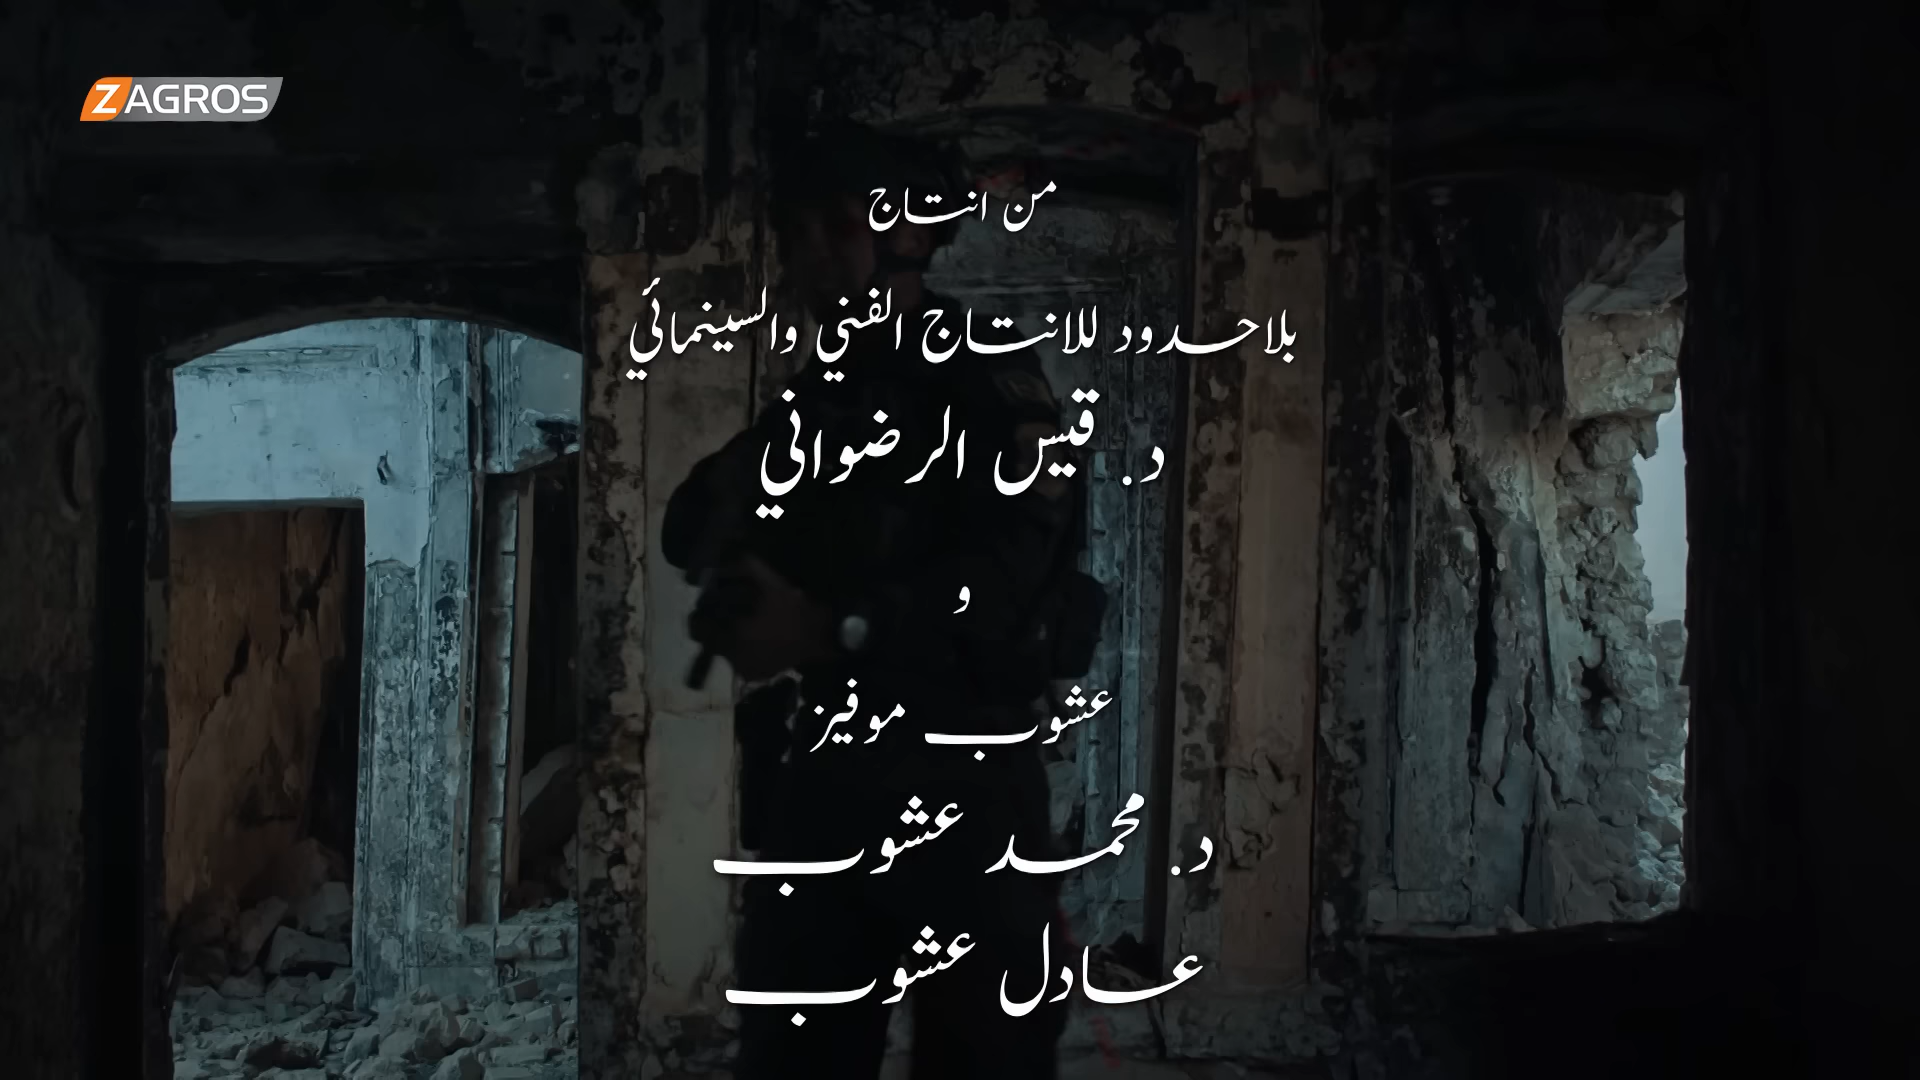 ZAGROS
من انتاج
بلاحدود للانتاج الفني والسينمائي
د. قيس الرضواني
و
عشوب موفيز
د. محمد عشوب
عادل عشوب